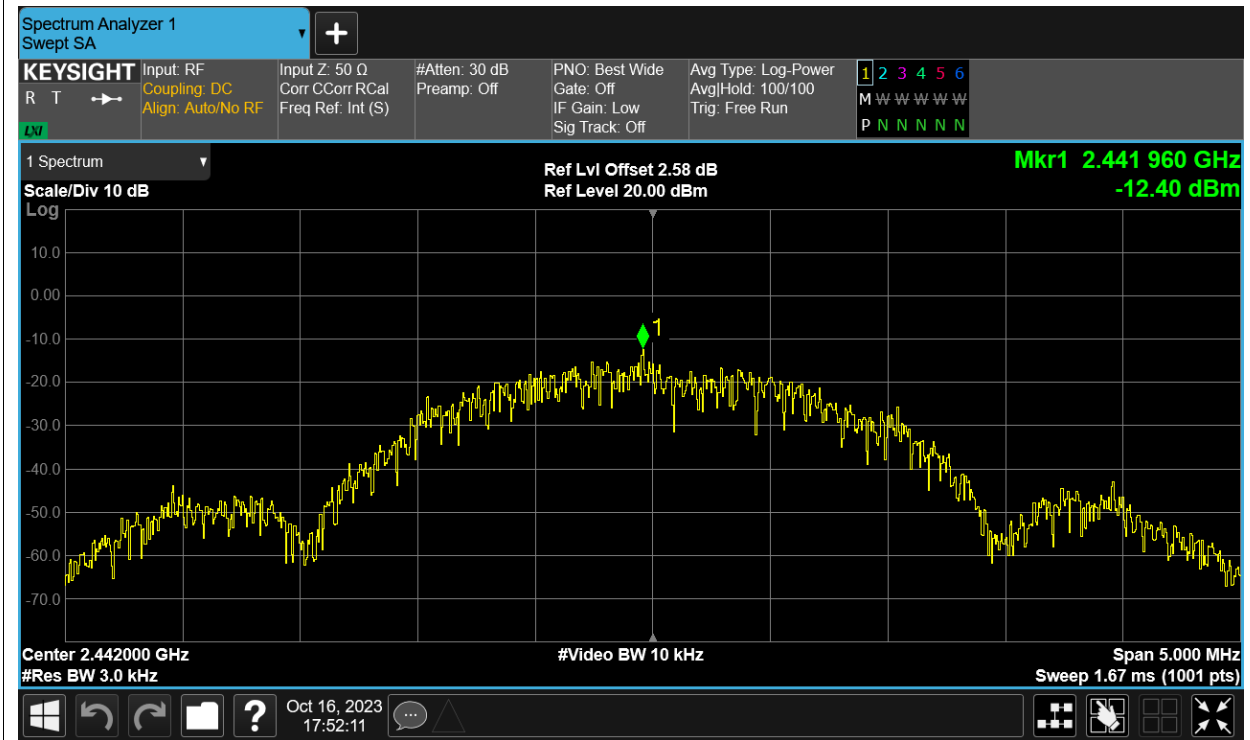 Spectrum Analyzer 1
Swept SA
KEYSIGHT
R T
LXI
Input: RF
Coupling: DC
Align: Auto/No RF
Input Z: 50 Ω
Corr CCorr RCal
Freq Ref: Int (S)
#Atten: 30 dB
Preamp: Off
PNO: Best Wide
Gate: Off
IF Gain: Low
Sig Track: Off
Avg Type: Log-Power
Avg|Hold: 100/100
Trig: Free Run
1 2 3 4 5 6
M W W W W W W
P N N N N N N
1 Spectrum
Scale/Div 10 dB
Log
Ref Lvl Offset 2.58 dB
Ref Level 20.00 dBm
Mkr1 2.441 960 GHz
-12.40 dBm
10.0
0.00
-10.0
-20.0
-30.0
-40.0
-50.0
-60.0
-70.0
1
Center 2.442000 GHz
#Res BW 3.0 kHz
#Video BW 10 kHz
Span 5.000 MHz
Sweep 1.67 ms (1001 pts)
?
Oct 16, 2023
17:52:11